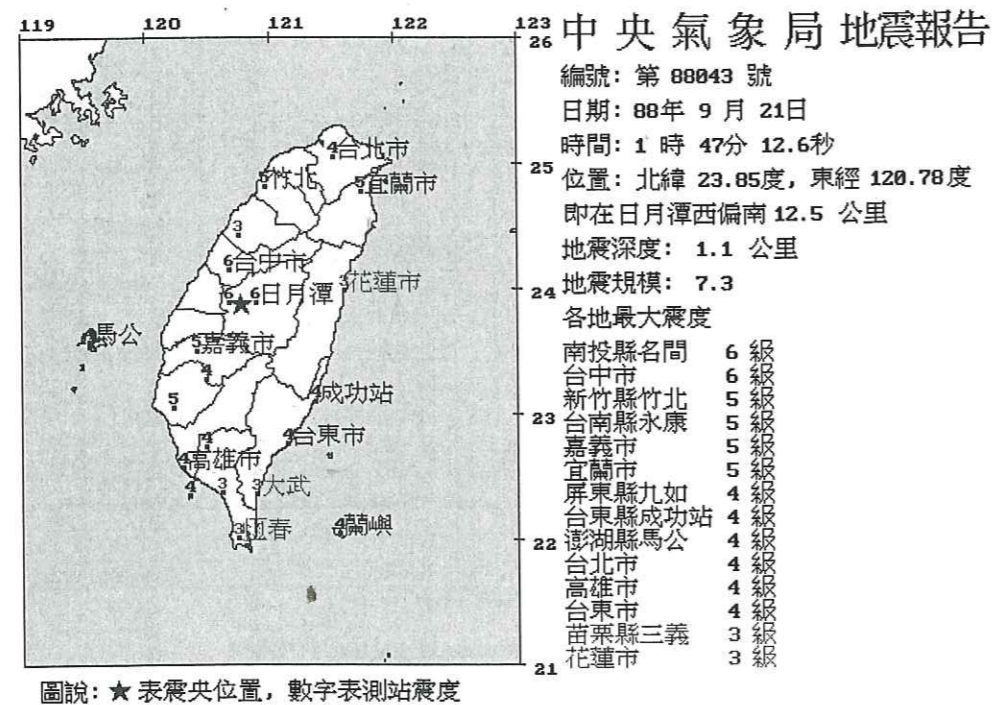 119 120 121 122 123
中央氣象局地震報告
編號: 第 88043 號
日期: 88年 9 月 21日
時間: 1 時 47分 12.6秒
位置: 北緯 23.85度, 東經 120.78度
即在日月潭西偏南 12.5 公里
地震深度: 1.1 公里
地震規模: 7.3
各地最大震度
南投縣名間 6 級
台中市 6 級
新竹縣竹北 5 級
台南縣永康 5 級
嘉義市 5 級
宜蘭市 5 級
屏東縣九如 4 級
台東縣成功站 4 級
澎湖縣馬公 4 級
台北市 4 級
高雄市 4 級
台東市 4 級
苗栗縣三義 3 級
花蓮市 3 級
26
25
24
23
22
21
4台北市
5竹北
5宜蘭市
3
6台中市
3花蓮市
6 6日月潭
馬公
5嘉義市
4
5
4成功站
4
4台東市
4高雄市
4
3
3大武
3恆春
4蘭嶼
圖說: ★ 表震央位置, 數字表測站震度